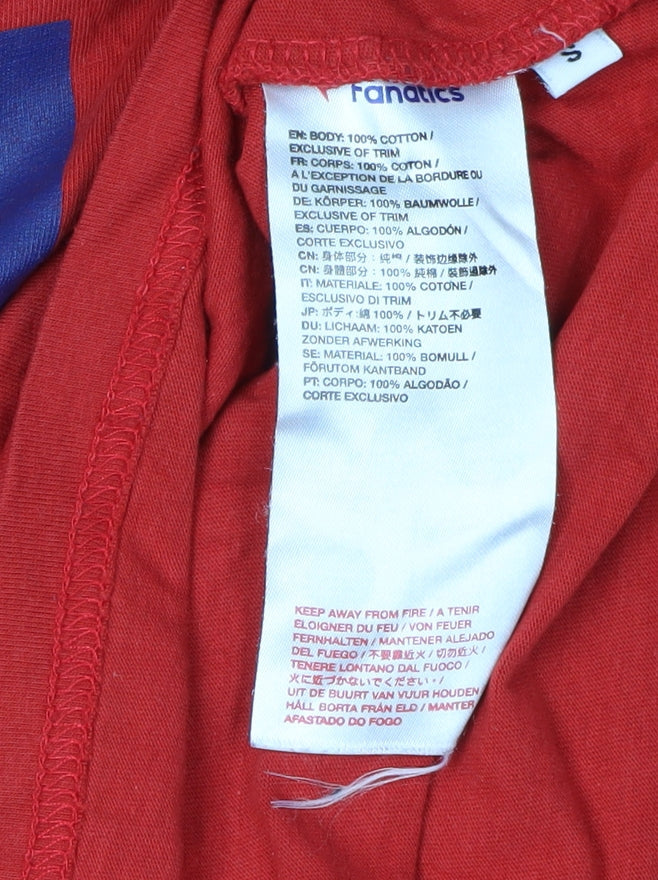 S
Fanatics
EN: BODY: 100% COTTON /
EXCLUSIVE OF TRIM
FR: CORPS: 100% COTON /
A L'EXCEPTION DE LA BORDURE OU
DU GARNISSAGE
DE: KÖRPER: 100% BAUMWOLLE /
EXCLUSIVE OF TRIM
ES: CUERPO: 100% ALGODÓN /
CORTE EXCLUSIVO
CN: 身体部分：纯 / 装饰边缘除外
CN: 身體部分：100% 純棉 / 裝飾邊緣除外
IT: MATERIALE: 100% COTONE /
ESCLUSIVO DI TRIM
JP: ボディ:綿 100% / トリム不必要
DU: LICHAAM: 100% KATOEN
ZONDER AFWERKING
SE: MATERIAL: 100% BOMULL /
FÖRUTOM KANTBAND
PT: CORPO: 100% ALGODÃO /
CORTE EXCLUSIVO
KEEP AWAY FROM FIRE / A TENIR
ÉLOIGNER DU FEU / VON FEUER
FERNHALTEN / MANTENER ALEJADO
DEL FUEGO / 不要靠近火 / 切勿近火 /
TENERE LONTANO DAL FUOCO /
火に近づかないでください・/
UIT DE BUURT VAN VUUR HOUDEN
HÅLL BORTA FRÅN ELD / MANTER
AFASTADO DO FOGO